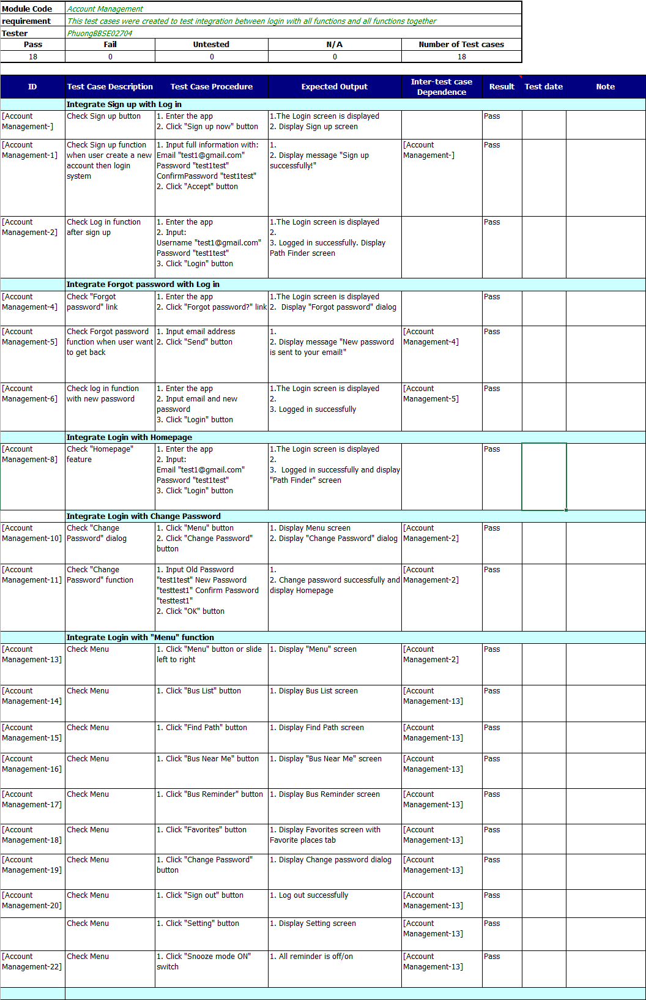 Module Code Account Management
requirement This test cases were created to test integration between login with all functions and all functions together
Tester PhuongBBSE02704
Pass Fail Untested N/A Number of Test cases
18 0 0 0 18
ID Test Case Description Test Case Procedure Expected Output Inter-test case Dependence Result Test date Note
Integrate Sign up with Log in
[Account Check Sign up button 1. Enter the app 1.The Login screen is displayed Pass
Management-] 2. Click "Sign up now" button 2. Display Sign up screen
[Account Check Sign up function 1. Input full information with: 1. [Account Pass
Management-1] when user create a new Email "test1@gmail.com" 2. Display message "Sign up Management-]
account then login Password "test1test" successfully!"
system ConfirmPassword "test1test"
2. Click "Accept" button
[Account Check Log in function 1. Enter the app 1.The Login screen is displayed Pass
Management-2] after sign up 2. Input: 2.
Username "test1@gmail.com" 3. Logged in successfully. Display
Password "test1test" Path Finder screen
3. Click "Login" button
Integrate Forgot password with Log in
[Account Check "Forgot 1. Enter the app 1.The Login screen is displayed Pass
Management-4] password" link 2. Click "Forgot password?" link 2. Display "Forgot password" dialog
[Account Check Forgot password 1. Input email address 1. [Account Pass
Management-5] function when user want 2. Click "Send" button 2. Display message "New password Management-4]
to get back is sent to your email!"
[Account Check log in function 1. Enter the app 1.The Login screen is displayed [Account Pass
Management-6] with new password 2. Input email and new 2. Management-5]
password 3. Logged in successfully
3. Click "Login" button
Integrate Login with Homepage
[Account Check "Homepage" 1. Enter the app 1.The Login screen is displayed Pass
Management-8] feature 2. Input: 2.
Email "test1@gmail.com" 3. Logged in successfully and display
Password "test1test" "Path Finder" screen
3. Click "Login" button
Integrate Login with Change Password
[Account Check "Change 1. Click "Menu" button 1. Display Menu screen [Account Pass
Management-10] Password" dialog 2. Click "Change Password" 2. Display "Change Password" dialog Management-2]
button
[Account Check "Change 1. Input Old Password 1. [Account Pass
Management-11] Password" function "test1test" New Password 2. Change password successfully and Management-2]
"testtest1" Confirm Password display Homepage
"testtest1"
2. Click "OK" button
Integrate Login with "Menu" function
[Account Check Menu 1. Click "Menu" button or slide 1. Display "Menu" screen [Account Pass
Management-13] left to right Management-2]
[Account Check Menu 1. Click "Bus List" button 1. Display Bus List screen [Account Pass
Management-14] Management-13]
[Account Check Menu 1. Click "Find Path" button 1. Display Find Path screen [Account Pass
Management-15] Management-13]
[Account Check Menu 1. Click "Bus Near Me" button 1. Display "Bus Near Me" screen [Account Pass
Management-16] Management-13]
[Account Check Menu 1. Click "Bus Reminder" button 1. Display Bus Reminder screen [Account Pass
Management-17] Management-13]
[Account Check Menu 1. Click "Favorites" button 1. Display Favorites screen with [Account Pass
Management-18] Favorite places tab Management-13]
[Account Check Menu 1. Click "Change Password" 1. Display Change password dialog [Account Pass
Management-19] button Management-13]
[Account Check Menu 1. Click "Sign out" button 1. Log out successfully [Account Pass
Management-20] Management-13]
Check Menu 1. Click "Setting" button 1. Display Setting screen [Account Pass
Management-13]
[Account Check Menu 1. Click "Snooze mode ON" 1. All reminder is off/on [Account Pass
Management-22] switch Management-13]